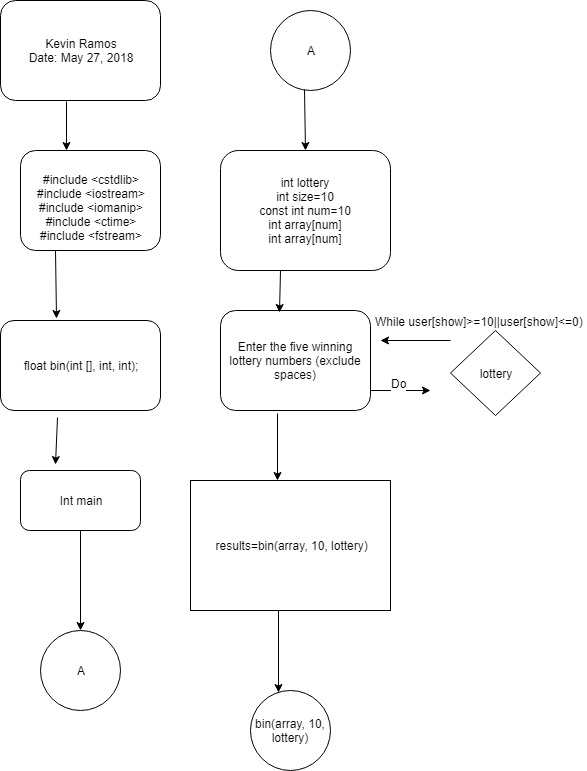 Kevin Ramos
Date: May 27, 2018
#include <cstdlib>
#include <iostream>
#include <iomanip>
#include <ctime>
#include <fstream>
float bin(int [], int, int);
Int main
A
A
int lottery
int size=10
const int num=10
int array[num]
int array[num]
Enter the five winning
lottery numbers (exclude
spaces)
While user[show]>=10||user[show]<=0)
Do
lottery
results=bin(array, 10, lottery)
bin(array, 10,
lottery)